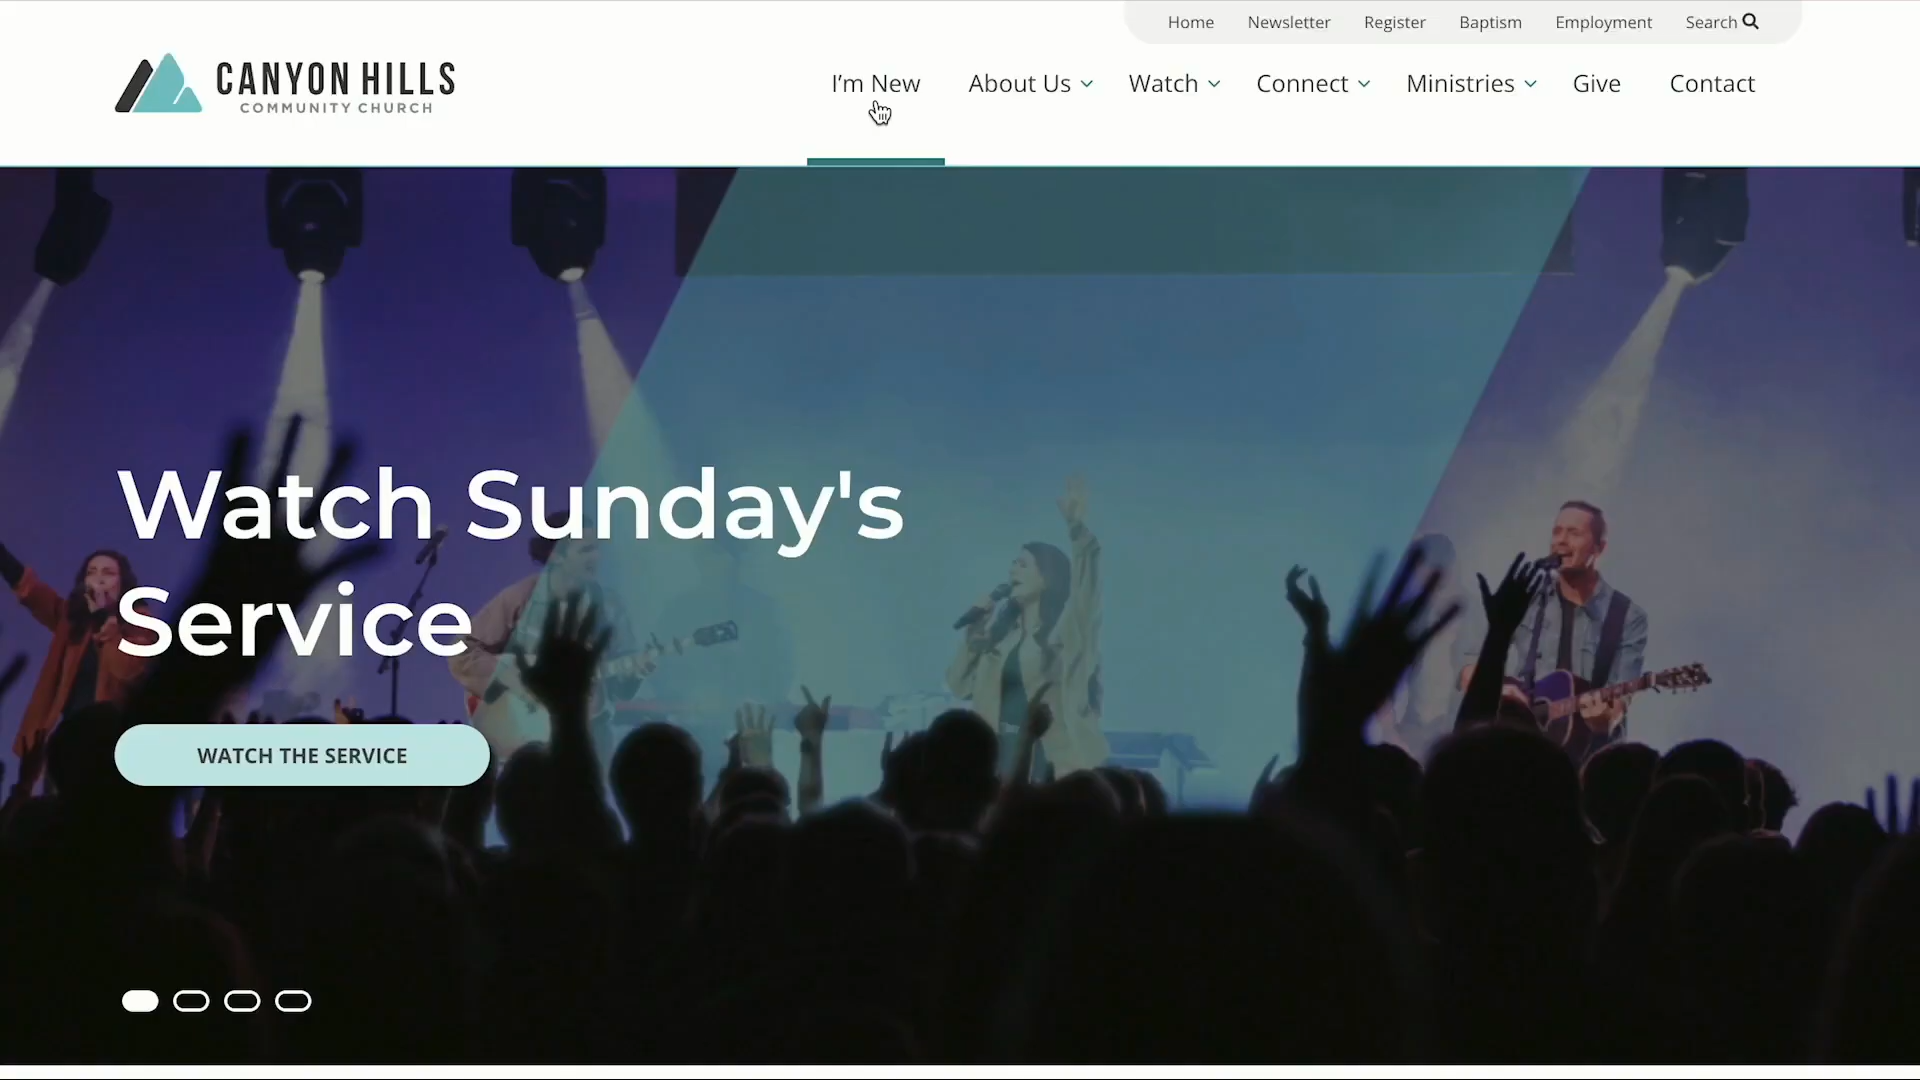 Home Newsletter Register Baptism Employment Search
CANYON HILLS
COMMUNITY CHURCH
I'm New About Us Watch Connect Ministries Give Contact
Watch Sunday's
Service
WATCH THE SERVICE